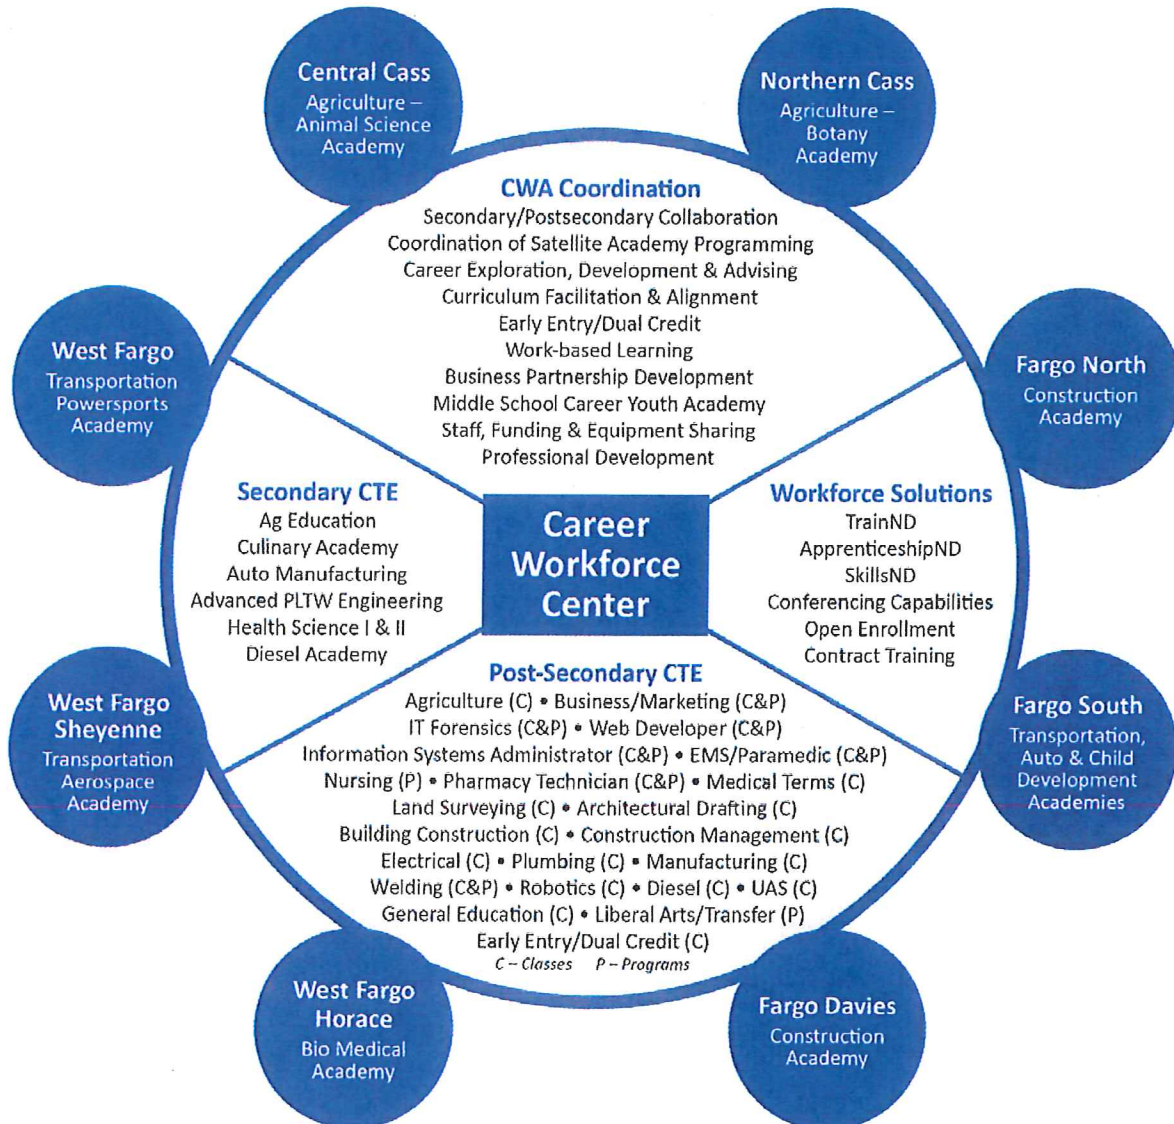 Central Cass
Agriculture –
Animal Science
Academy
Northern Cass
Agriculture –
Botany
Academy
CWA Coordination
Secondary/Postsecondary Collaboration
Coordination of Satellite Academy Programming
Career Exploration, Development & Advising
Curriculum Facilitation & Alignment
Early Entry/Dual Credit
Work-based Learning
Business Partnership Development
Middle School Career Youth Academy
Staff, Funding & Equipment Sharing
Professional Development
West Fargo
Transportation
Powersports
Academy
Fargo North
Construction
Academy
Secondary CTE
Ag Education
Culinary Academy
Auto Manufacturing
Advanced PLTW Engineering
Health Science I & II
Diesel Academy
Career
Workforce
Center
Workforce Solutions
TrainND
ApprenticeshipND
SkillsND
Conferencing Capabilities
Open Enrollment
Contract Training
West Fargo
Sheyenne
Transportation
Aerospace
Academy
Fargo South
Transportation,
Auto & Child
Development
Academies
Post-Secondary CTE
Agriculture (C) • Business/Marketing (C&P)
IT Forensics (C&P) • Web Developer (C&P)
Information Systems Administrator (C&P) • EMS/Paramedic (C&P)
Nursing (P) • Pharmacy Technician (C&P) • Medical Terms (C)
Land Surveying (C) • Architectural Drafting (C)
Building Construction (C) • Construction Management (C)
Electrical (C) • Plumbing (C) • Manufacturing (C)
Welding (C&P) • Robotics (C) • Diesel (C) • UAS (C)
General Education (C) • Liberal Arts/Transfer (P)
Early Entry/Dual Credit (C)
C – Classes P – Programs
West Fargo
Horace
Bio Medical
Academy
Fargo Davies
Construction
Academy